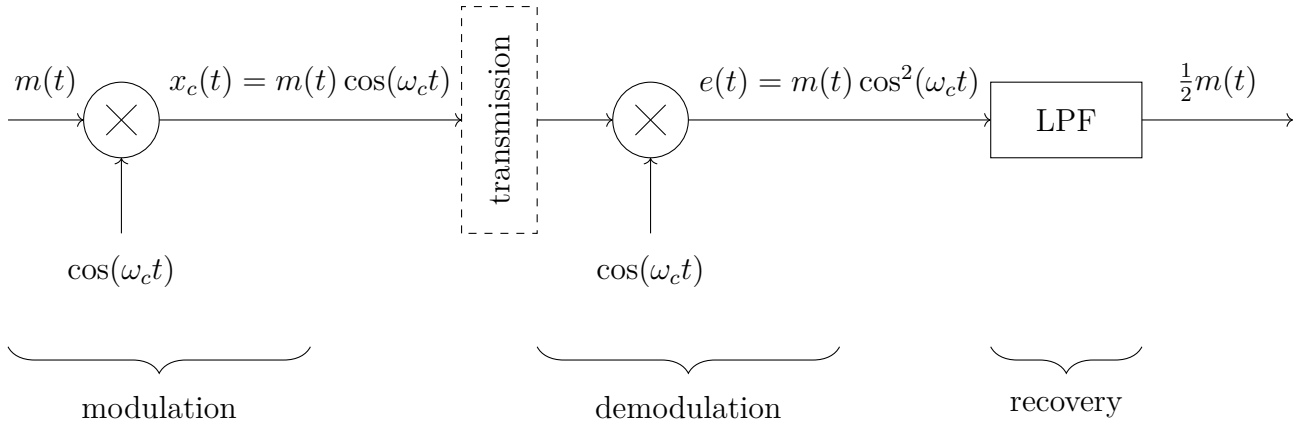 m(t)
x_c(t) = m(t) cos(ω_c t)
transmission
e(t) = m(t) cos²(ω_c t)
LPF
½m(t)
cos(ω_c t)
cos(ω_c t)
modulation
demodulation
recovery